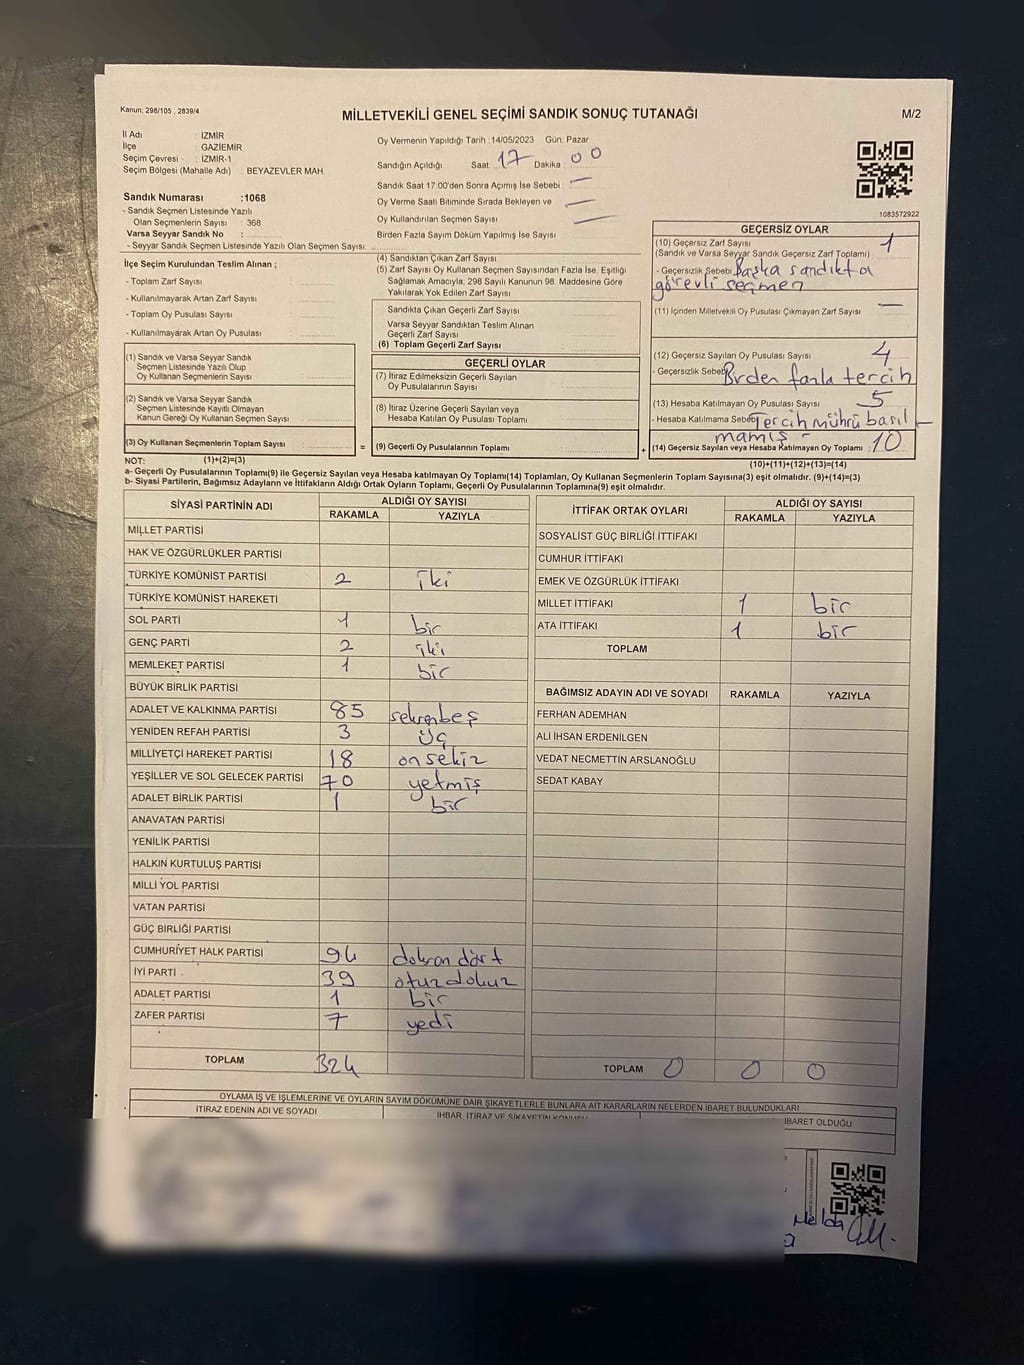 Kanun: 298/105 , 2839/4
MİLLETVEKİLİ GENEL SEÇİMİ SANDIK SONUÇ TUTANAĞI
M/2
İl Adı : İZMİR
İlçe : GAZİEMİR
Seçim Çevresi : İZMİR-1
Seçim Bölgesi (Mahalle Adı) : BEYAZEVLER MAH.
Sandık Numarası :1068
- Sandık Seçmen Listesinde Yazılı
Olan Seçmenlerin Sayısı : 368
Varsa Seyyar Sandık No :
- Seyyar Sandık Seçmen Listesinde Yazılı Olan Seçmen Sayısı:
Oy Vermenin Yapıldığı Tarih : 14/05/2023 Gün: Pazar
Sandığın Açıldığı Saat: 17 Dakika : 00
Sandık Saat 17:00'den Sonra Açılmış İse Sebebi : —
Oy Verme Saati Bitiminde Sırada Bekleyen ve —
Oy Kullandırılan Seçmen Sayısı —
Birden Fazla Sayım Döküm Yapılmış İse Sayısı :
1083572922
İlçe Seçim Kurulundan Teslim Alınan ;
- Toplam Zarf Sayısı :
- Kullanılmayarak Artan Zarf Sayısı :
- Toplam Oy Pusulası Sayısı :
- Kullanılmayarak Artan Oy Pusulası :
(4) Sandıktan Çıkan Zarf Sayısı :
(5) Zarf Sayısı Oy Kullanan Seçmen Sayısından Fazla İse, Eşitliği
Sağlamak Amacıyla, 298 Sayılı Kanunun 98. Maddesine Göre
Yakılarak Yok Edilen Zarf Sayısı :
Sandıkta Çıkan Geçerli Zarf Sayısı :
Varsa Seyyar Sandıktan Teslim Alınan
Geçerli Zarf Sayısı :
(6) Toplam Geçerli Zarf Sayısı :
GEÇERSİZ OYLAR
(10) Geçersiz Zarf Sayısı : 1
(Sandık ve Varsa Seyyar Sandık Geçersiz Zarf Toplamı)
- Geçersizlik Sebebi: Başka sandıkta
görevli seçmen
(11) İçinden Milletvekili Oy Pusulası Çıkmayan Zarf Sayısı : —
(12) Geçersiz Sayılan Oy Pusulası Sayısı : 4
- Geçersizlik Sebebi: Birden fazla tercih
(13) Hesaba Katılmayan Oy Pusulası Sayısı : 5
- Hesaba Katılmama Sebebi: Tercih mührü basıl-
mamış -
(14) Geçersiz Sayılan veya Hesaba Katılmayan Oy Toplamı : 10
(10)+(11)+(12)+(13)=(14)
(1) Sandık ve Varsa Seyyar Sandık
Seçmen Listesinde Yazılı Olup
Oy Kullanan Seçmenlerin Sayısı :
(2) Sandık ve Varsa Seyyar Sandık
Seçmen Listesinde Kayıtlı Olmayan
Kanun Gereği Oy Kullanan Seçmen Sayısı :
(3) Oy Kullanan Seçmenlerin Toplam Sayısı :
(1)+(2)=(3)
GEÇERLİ OYLAR
(7) İtiraz Edilmeksizin Geçerli Sayılan
Oy Pusulalarının Sayısı :
(8) İtiraz Üzerine Geçerli Sayılan veya
Hesaba Katılan Oy Pusulası Toplamı :
= (9) Geçerli Oy Pusulalarının Toplamı : +
NOT:
a- Geçerli Oy Pusulalarının Toplamı(9) ile Geçersiz Sayılan veya Hesaba katılmayan Oy Toplamı(14) Toplamları, Oy Kullanan Seçmenlerin Toplam Sayısına(3) eşit olmalıdır. (9)+(14)=(3)
b- Siyasi Partilerin, Bağımsız Adayların ve İttifakların Aldığı Ortak Oyların Toplamı, Geçerli Oy Pusulalarının Toplamına(9) eşit olmalıdır.
SİYASİ PARTİNİN ADI
ALDIĞI OY SAYISI
RAKAMLA YAZIYLA
MİLLET PARTİSİ
HAK VE ÖZGÜRLÜKLER PARTİSİ
TÜRKİYE KOMÜNİST PARTİSİ 2 iki
TÜRKİYE KOMÜNİST HAREKETİ
SOL PARTİ 1 bir
GENÇ PARTİ 2 iki
MEMLEKET PARTİSİ 1 bir
BÜYÜK BİRLİK PARTİSİ
ADALET VE KALKINMA PARTİSİ 85 seksenbeş
YENİDEN REFAH PARTİSİ 3 üç
MİLLİYETÇİ HAREKET PARTİSİ 18 onsekiz
YEŞİLLER VE SOL GELECEK PARTİSİ 70 yetmiş
ADALET BİRLİK PARTİSİ 1 bir
ANAVATAN PARTİSİ
YENİLİK PARTİSİ
HALKIN KURTULUŞ PARTİSİ
MİLLİ YOL PARTİSİ
VATAN PARTİSİ
GÜÇ BİRLİĞİ PARTİSİ
CUMHURİYET HALK PARTİSİ 94 doksan dört
İYİ PARTİ 39 otuzdokuz
ADALET PARTİSİ 1 bir
ZAFER PARTİSİ 7 yedi
TOPLAM 324
İTTİFAK ORTAK OYLARI
ALDIĞI OY SAYISI
RAKAMLA YAZIYLA
SOSYALİST GÜÇ BİRLİĞİ İTTİFAKI
CUMHUR İTTİFAKI
EMEK VE ÖZGÜRLÜK İTTİFAKI
MİLLET İTTİFAKI 1 bir
ATA İTTİFAKI 1 bir
TOPLAM
BAĞIMSIZ ADAYIN ADI VE SOYADI RAKAMLA YAZIYLA
FERHAN ADEMHAN
ALİ İHSAN ERDENİLGEN
VEDAT NECMETTİN ARSLANOĞLU
SEDAT KABAY
TOPLAM 0 0 0
OYLAMA İŞ VE İŞLEMLERİNE VE OYLARIN SAYIM DÖKÜMÜNE DAİR ŞİKAYETLERLE BUNLARA AİT KARARLARIN NELERDEN İBARET BULUNDUKLARI
İTİRAZ EDENİN ADI VE SOYADI
İHBAR, İTİRAZ VE ŞİKAYETİN KONUSU
İBARET OLDUĞU
Melda